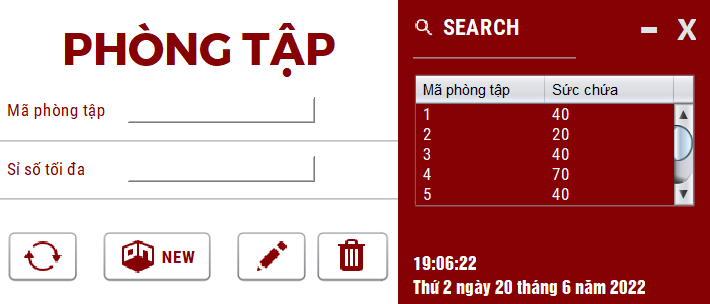 PHÒNG TẬP
Mã phòng tập
Sỉ số tối đa
NEW
SEARCH
X
Mã phòng tập Sức chứa
1 40
2 20
3 40
4 70
5 40
19:06:22
Thứ 2 ngày 20 tháng 6 năm 2022